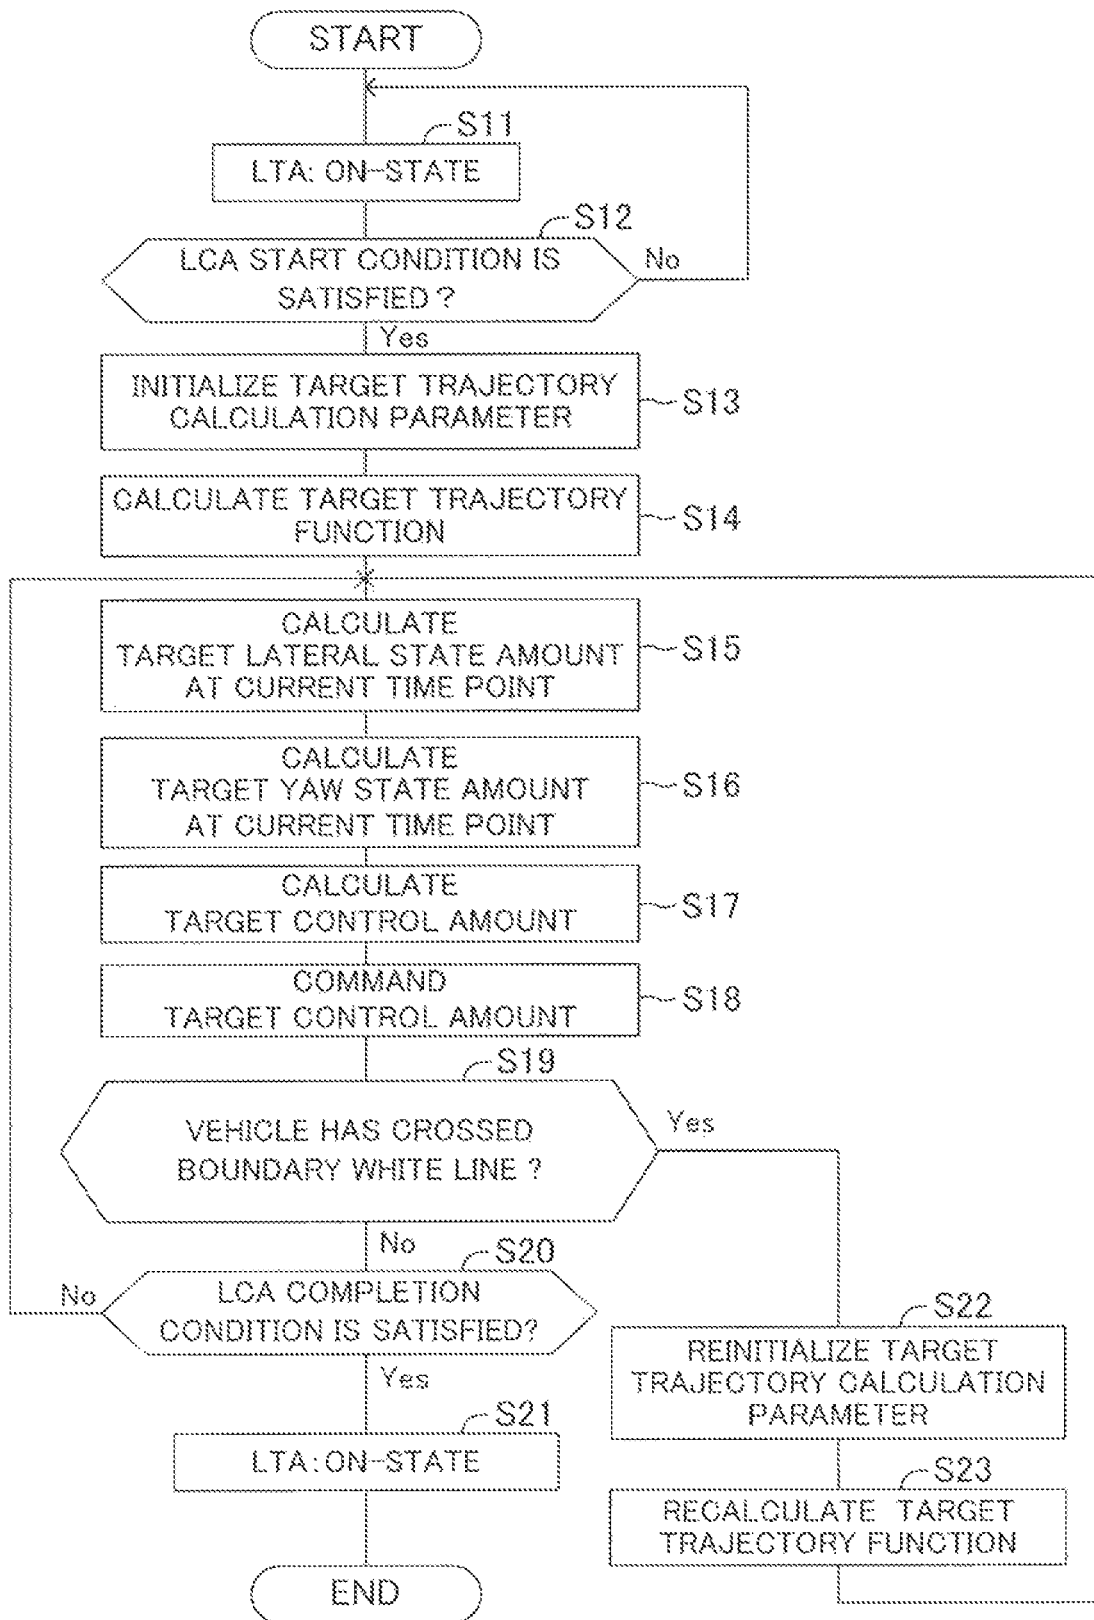 START
S11
LTA: ON-STATE
S12
LCA START CONDITION IS
SATISFIED ?
No
Yes
INITIALIZE TARGET TRAJECTORY
CALCULATION PARAMETER
S13
CALCULATE TARGET TRAJECTORY
FUNCTION
S14
CALCULATE
TARGET LATERAL STATE AMOUNT
AT CURRENT TIME POINT
S15
CALCULATE
TARGET YAW STATE AMOUNT
AT CURRENT TIME POINT
S16
CALCULATE
TARGET CONTROL AMOUNT
S17
COMMAND
TARGET CONTROL AMOUNT
S18
S19
VEHICLE HAS CROSSED
BOUNDARY WHITE LINE ?
Yes
No
S20
LCA COMPLETION
CONDITION IS SATISFIED?
No
Yes
S21
LTA: ON-STATE
S22
REINITIALIZE TARGET
TRAJECTORY CALCULATION
PARAMETER
S23
RECALCULATE TARGET
TRAJECTORY FUNCTION
END